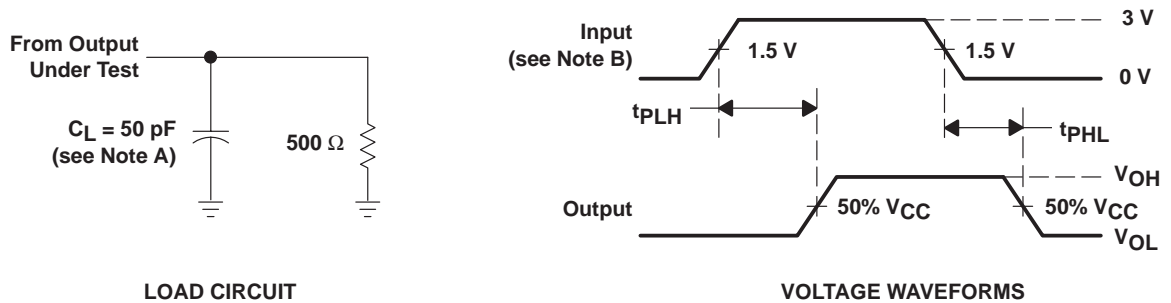 From Output
Under Test
CL = 50 pF
(see Note A)
500 Ω
LOAD CIRCUIT
Input
(see Note B)
1.5 V
1.5 V
3 V
0 V
tPLH
tPHL
Output
50% VCC
50% VCC
VOH
VOL
VOLTAGE WAVEFORMS